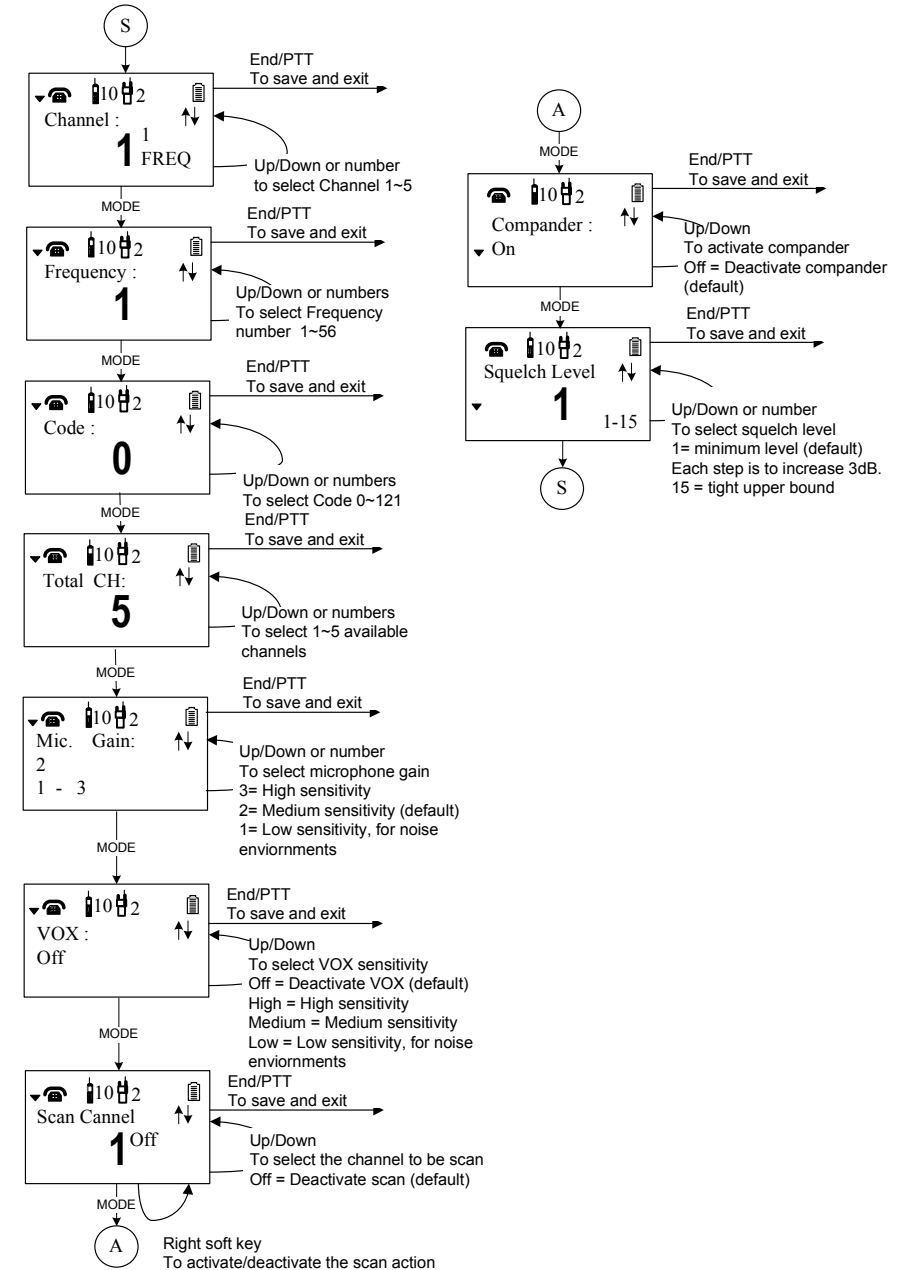 S
End/PTT
To save and exit
10 2
Channel :
1 1
FREQ
Up/Down or number
to select Channel 1~5
MODE
End/PTT
To save and exit
10 2
Frequency :
1
Up/Down or numbers
To select Frequency
number 1~56
MODE
End/PTT
To save and exit
10 2
Code :
0
Up/Down or numbers
To select Code 0~121
MODE
End/PTT
To save and exit
10 2
Total CH:
5
Up/Down or numbers
To select 1~5 available
channels
MODE
End/PTT
To save and exit
10 2
Mic. Gain:
2
1 - 3
Up/Down or number
To select microphone gain
3= High sensitivity
2= Medium sensitivity (default)
1= Low sensitivity, for noise
enviornments
MODE
End/PTT
To save and exit
10 2
VOX :
Off
Up/Down
To select VOX sensitivity
Off = Deactivate VOX (default)
High = High sensitivity
Medium = Medium sensitivity
Low = Low sensitivity, for noise
enviornments
MODE
End/PTT
To save and exit
10 2
Scan Cannel
1 Off
Up/Down
To select the channel to be scan
Off = Deactivate scan (default)
MODE
A
Right soft key
To activate/deactivate the scan action
A
MODE
End/PTT
To save and exit
10 2
Compander :
On
Up/Down
To activate compander
Off = Deactivate compander
(default)
MODE
End/PTT
To save and exit
10 2
Squelch Level
1
1-15
Up/Down or number
To select squelch level
1= minimum level (default)
Each step is to increase 3dB.
15 = tight upper bound
S